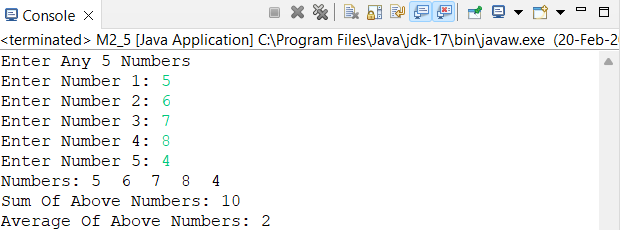 Console
<terminated> M2_5 [Java Application] C:\Program Files\Java\jdk-17\bin\javaw.exe (20-Feb-2
Enter Any 5 Numbers
Enter Number 1: 5
Enter Number 2: 6
Enter Number 3: 7
Enter Number 4: 8
Enter Number 5: 4
Numbers: 5  6  7  8  4
Sum Of Above Numbers: 10
Average Of Above Numbers: 2